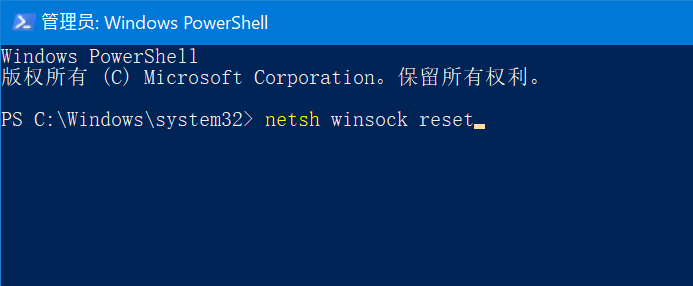 管理员: Windows PowerShell
Windows PowerShell
版权所有 (C) Microsoft Corporation。保留所有权利。
PS C:\Windows\system32> netsh winsock reset